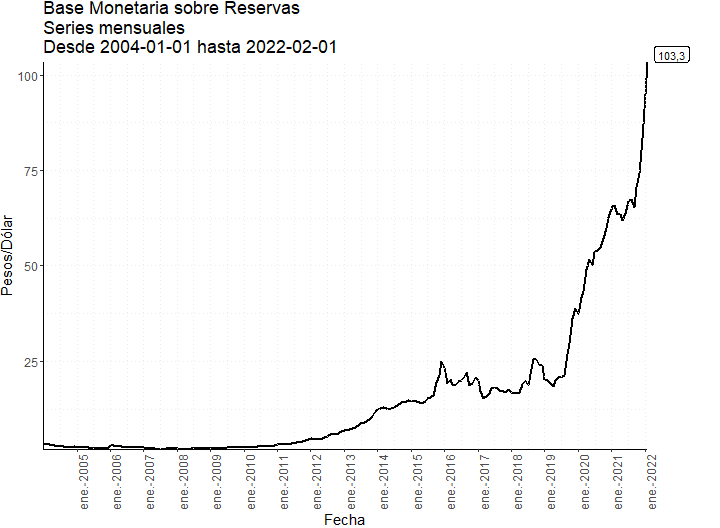 Base Monetaria sobre Reservas
Series mensuales
Desde 2004-01-01 hasta 2022-02-01
103,3
100
75
50
25
Pesos/Dólar
ene.-2005
ene.-2006
ene.-2007
ene.-2008
ene.-2009
ene.-2010
ene.-2011
ene.-2012
ene.-2013
ene.-2014
ene.-2015
ene.-2016
ene.-2017
ene.-2018
ene.-2019
ene.-2020
ene.-2021
ene.-2022
Fecha